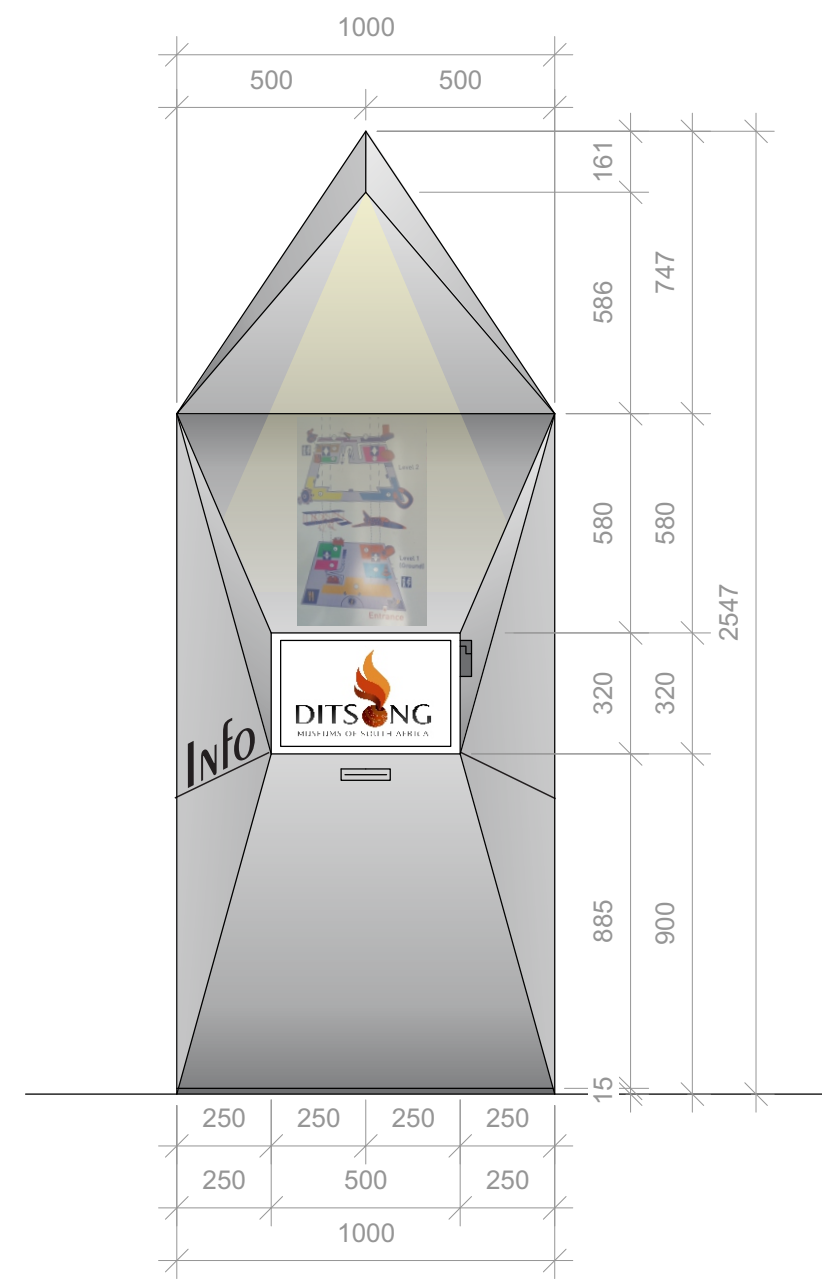 1000
500 500
161
747
586
Level 2
580 580
Level 1
(Ground)
Entrance
2547
320 320
DITSONG
MUSEUMS OF SOUTH AFRICA
Info
885 900
15
250 250 250 250
250 500 250
1000